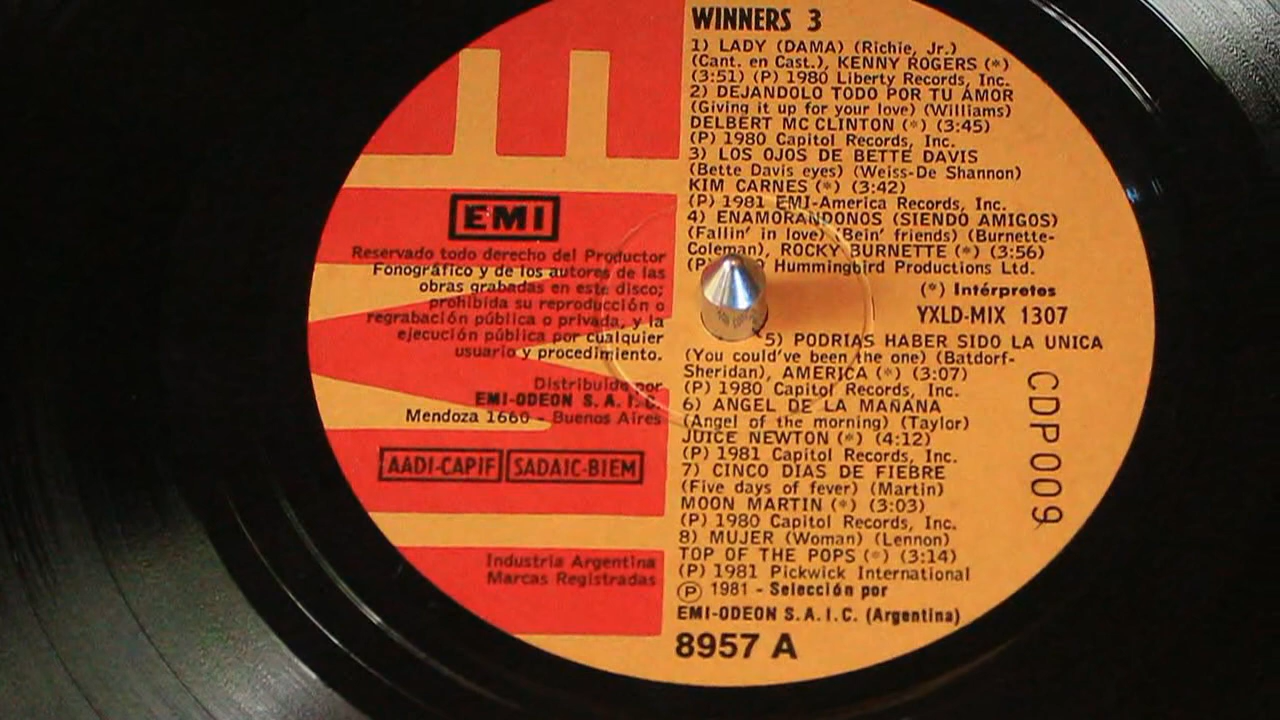 WINNERS 3
1) LADY (DAMA) (Richie, Jr.)
(Cant. en Cast.), KENNY ROGERS (*)
(3:51) (P) 1980 Liberty Records, Inc.
2) DEJANDOLO TODO POR TU AMOR
(Giving it up for your love) (Williams)
DELBERT MC CLINTON (*) (3:45)
(P) 1980 Capitol Records, Inc.
3) LOS OJOS DE BETTE DAVIS
(Bette Davis eyes) (Weiss-De Shannon)
KIM CARNES (*) (3:42)
(P) 1981 EMI-America Records, Inc.
4) ENAMORANDONOS (SIENDO AMIGOS)
(Fallin' in love) (Bein' friends) (Burnette-
Coleman), ROCKY BURNETTE (*) (3:56)
(P) Hummingbird Productions Ltd.
(*) Intérpretes
YXLD-MIX 1307
5) PODRIAS HABER SIDO LA UNICA
(You could've been the one) (Batdorf-
Sheridan), AMERICA (*) (3:07)
(P) 1980 Capitol Records, Inc.
6) ANGEL DE LA MAÑANA
(Angel of the morning) (Taylor)
JUICE NEWTON (*) (4:12)
(P) 1981 Capitol Records, Inc.
7) CINCO DIAS DE FIEBRE
(Five days of fever) (Martin)
MOON MARTIN (*) (3:03)
(P) 1980 Capitol Records, Inc.
8) MUJER (Woman) (Lennon)
TOP OF THE POPS (*) (3:14)
(P) 1981 Pickwick International
Ⓟ 1981 - Selección por
EMI-ODEON S.A.I.C. (Argentina)
8957 A
CDP009
EMI
Reservado todo derecho del Productor
Fonográfico y de los autores de las
obras grabadas en este disco;
prohibida su reproducción o
regrabación pública o privada, y la
ejecución pública por cualquier
usuario y procedimiento.
Distribuido por
EMI-ODEON S.A.I.C.
Mendoza 1660 - Buenos Aires
AADI-CAPIF SADAIC-BIEM
Industria Argentina
Marcas Registradas